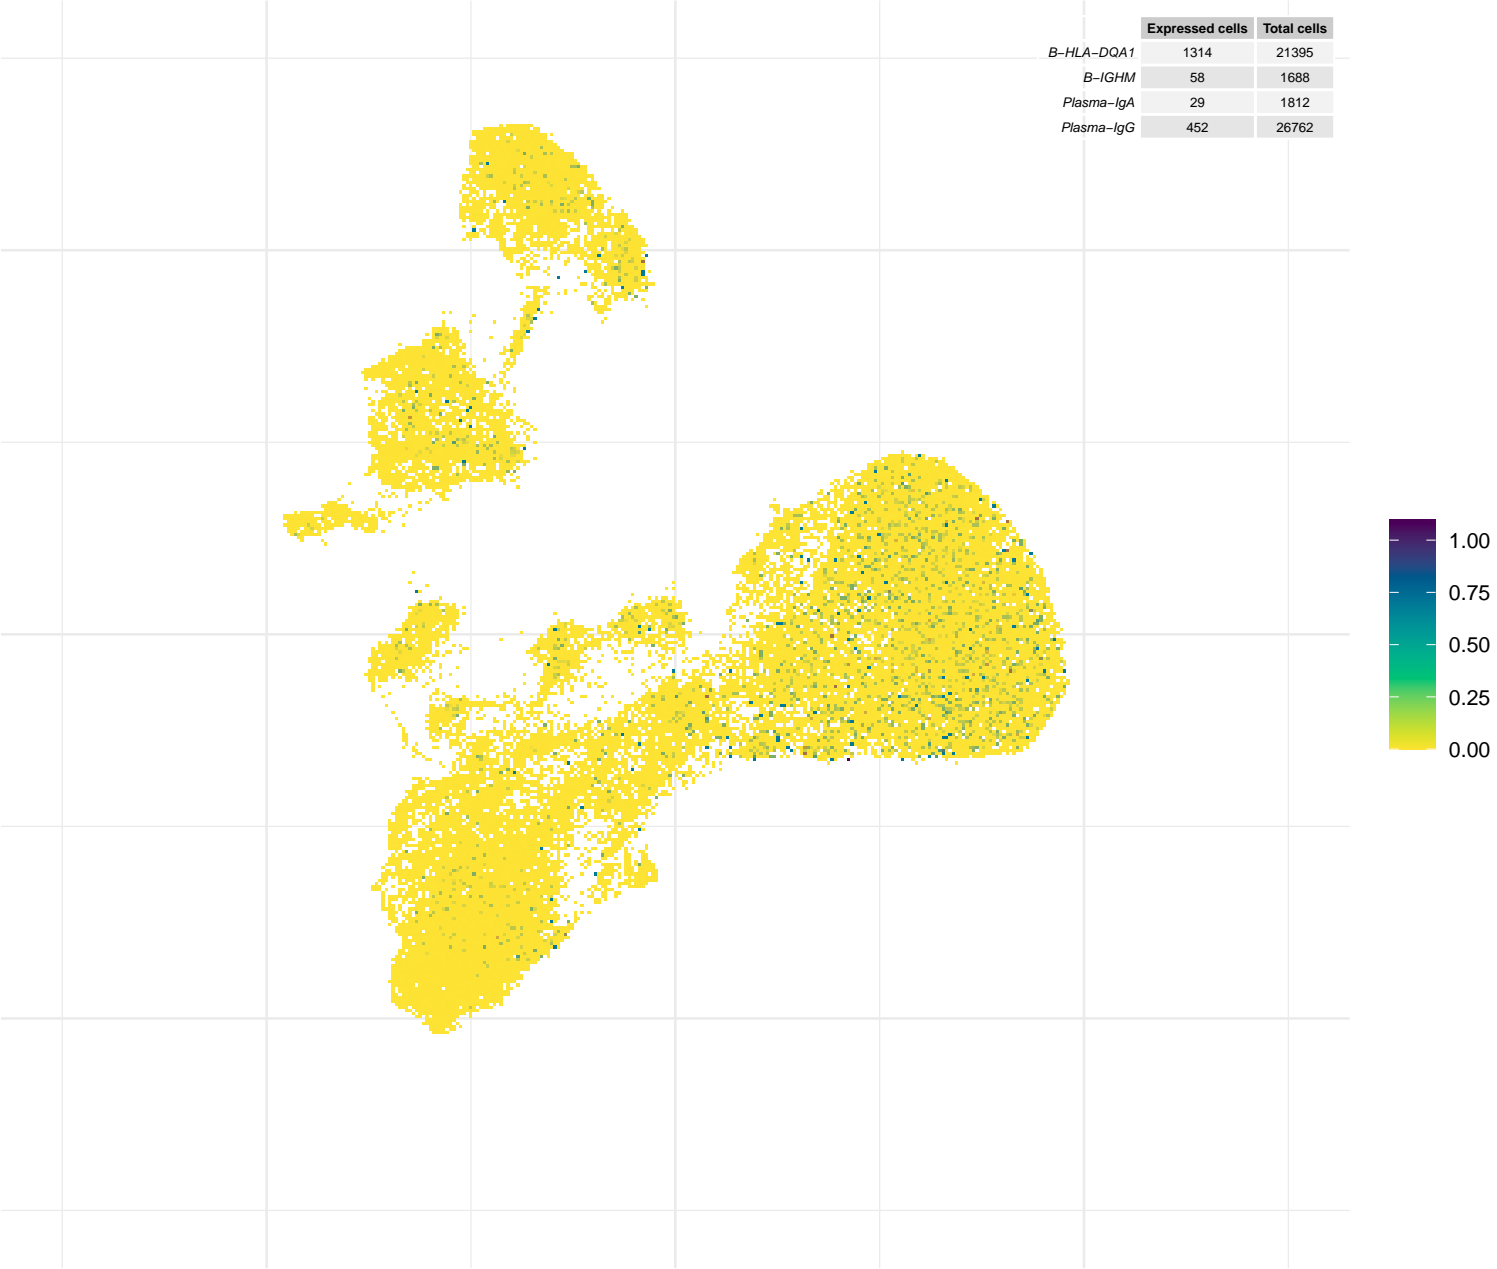 Expressed cells Total cells
B−HLA−DQA1 1314 21395
B−IGHM 58 1688
Plasma−IgA 29 1812
Plasma−IgG 452 26762
1.00
0.75
0.50
0.25
0.00